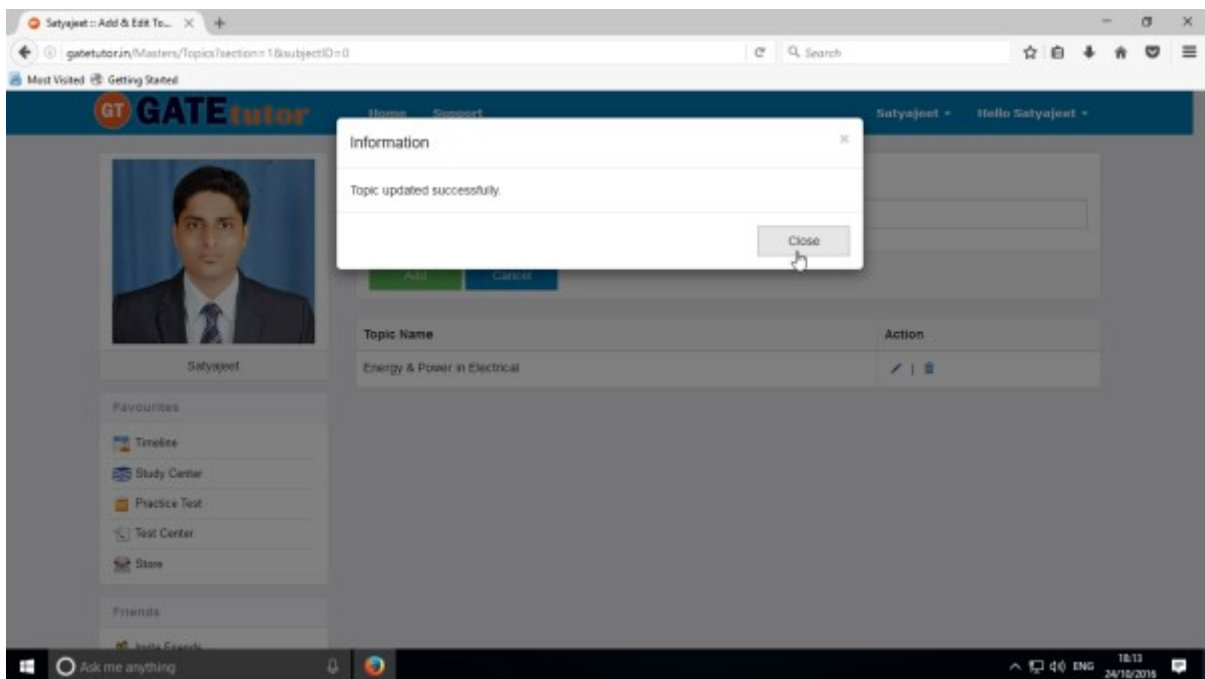 Satyajeet :: Add & Edit To...
gatetutor.in/Masters/Topics?section=1&subjectID=0
Search
Most Visited Getting Started
GT GATEtutor Home Support Satyajeet Hello Satyajeet
Information
Topic updated successfully.
Close
Add Cancel
Topic Name Action
Energy & Power in Electrical |
Satyajeet
Favourites
Timeline
Study Center
Practice Test
Test Center
Store
Friends
Invite Friends
Ask me anything
ENG
18:13
24/10/2016